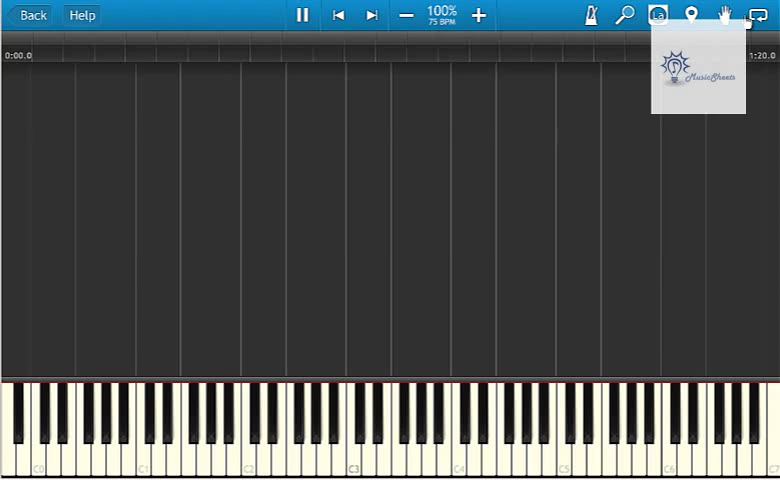 Back Help 100% La
75 BPM
0:00.0 1:20.0
MusicSheets
C0 C1 C2 C3 C4 C5 C6 C7